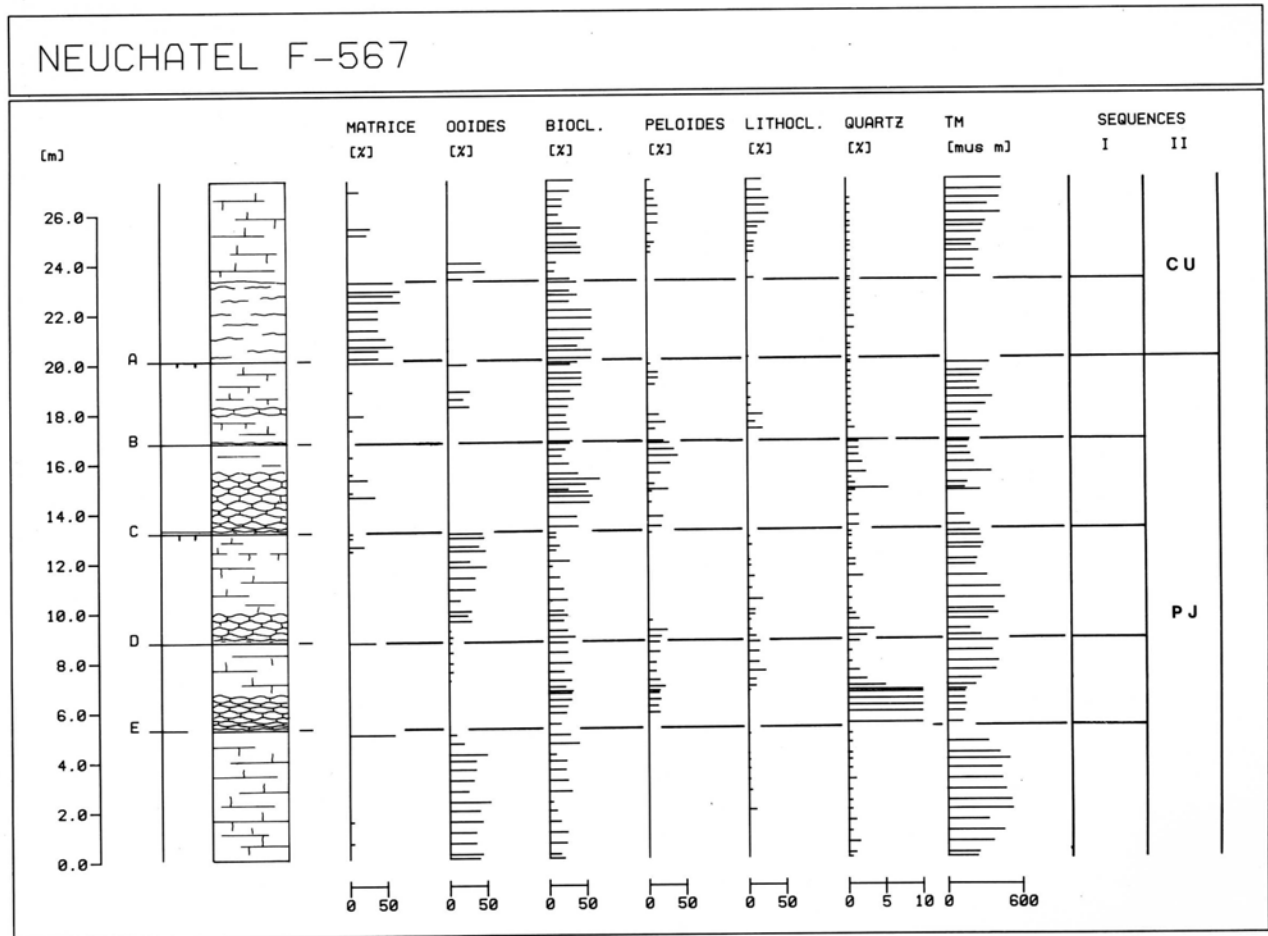 NEUCHATEL F-567
MATRICE OOIDES BIOCL. PELOIDES LITHOCL. QUARTZ TM SEQUENCES
[m] [%] [%] [%] [%] [%] [%] [mus m] I II
26.0
24.0
CU
22.0
A
20.0
18.0
B
16.0
14.0
C
12.0
10.0
PJ
D
8.0
6.0
E
4.0
2.0
0.0
0 50 0 50 0 50 0 50 0 50 0 5 10 0 600